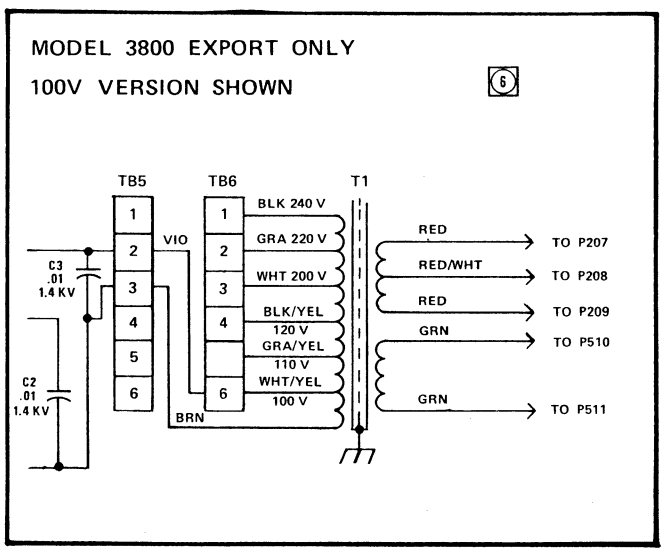 MODEL 3800 EXPORT ONLY
100V VERSION SHOWN
6
TB5
TB6
T1
1
2
3
4
5
6
VIO
1
2
3
4
6
BLK 240 V
GRA 220 V
WHT 200 V
BLK/YEL
120 V
GRA/YEL
110 V
WHT/YEL
100 V
BRN
C3
.01
1.4 KV
C2
.01
1.4 KV
RED
TO P207
RED/WHT
TO P208
RED
TO P209
GRN
TO P510
GRN
TO P511